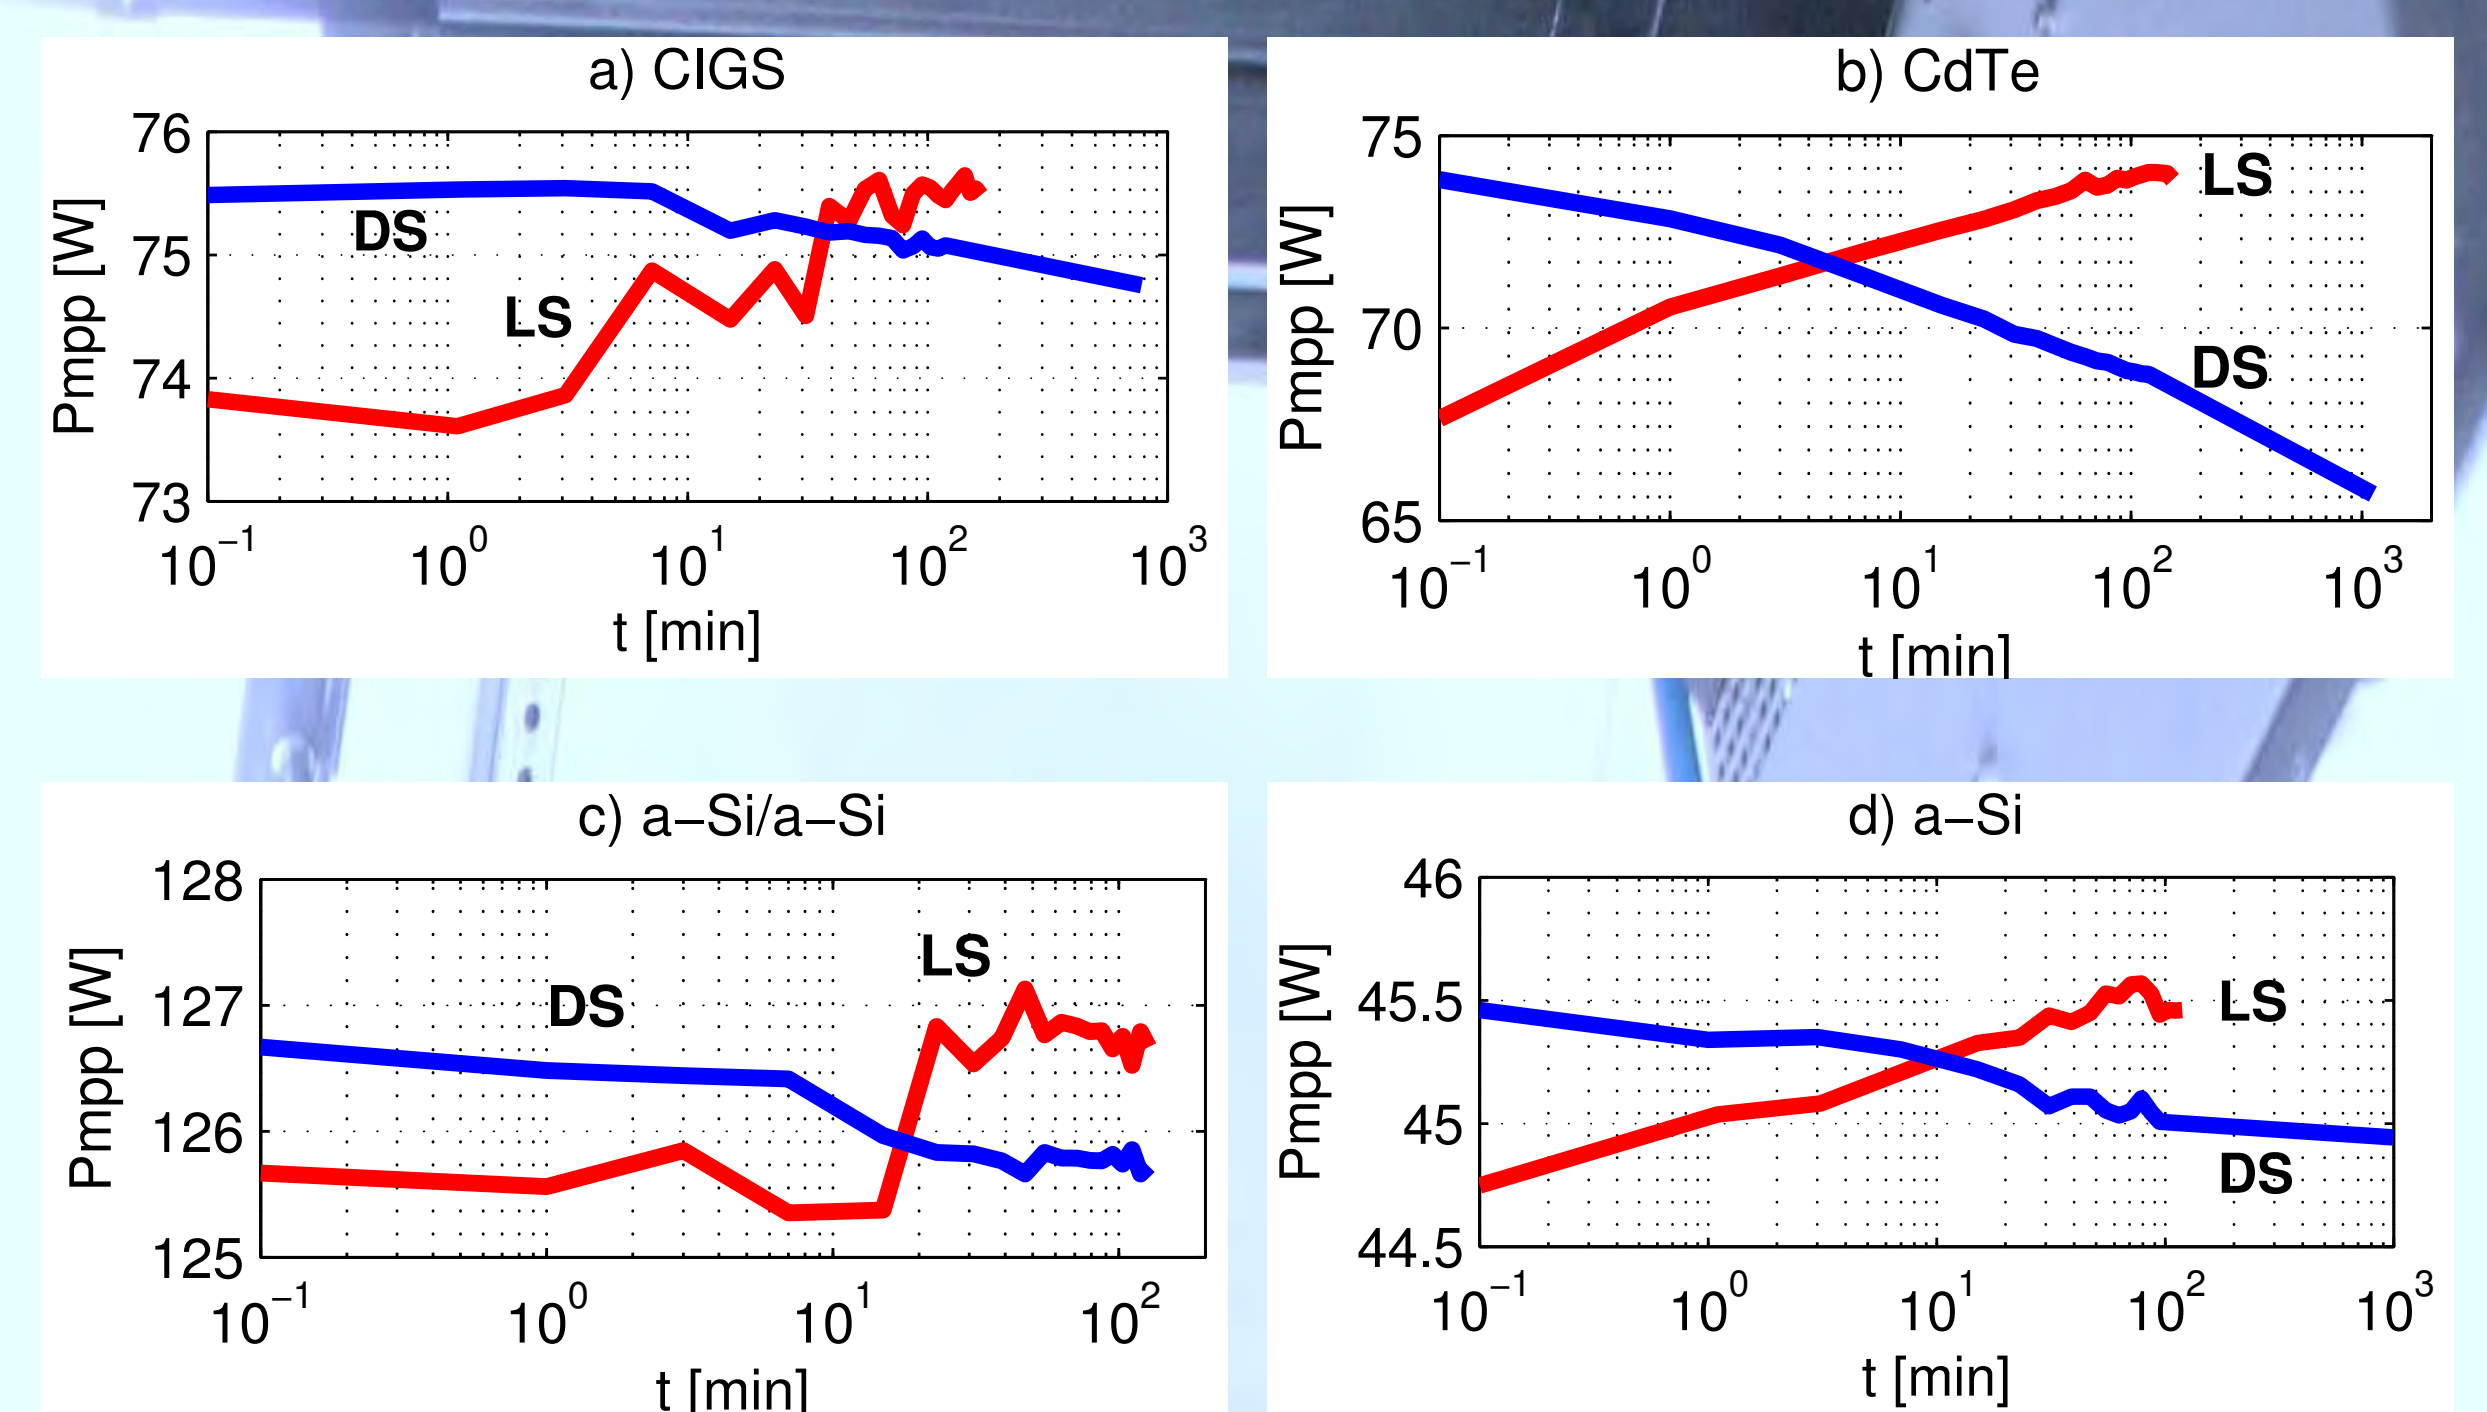 a) CIGS
76
75
74
73
Pmpp [W]
DS
LS
10⁻¹ 10⁰ 10¹ 10² 10³
t [min]
b) CdTe
75
70
65
Pmpp [W]
LS
DS
10⁻¹ 10⁰ 10¹ 10² 10³
t [min]
c) a–Si/a–Si
128
127
126
125
Pmpp [W]
LS
DS
10⁻¹ 10⁰ 10¹ 10²
t [min]
d) a–Si
46
45.5
45
44.5
Pmpp [W]
LS
DS
10⁻¹ 10⁰ 10¹ 10² 10³
t [min]